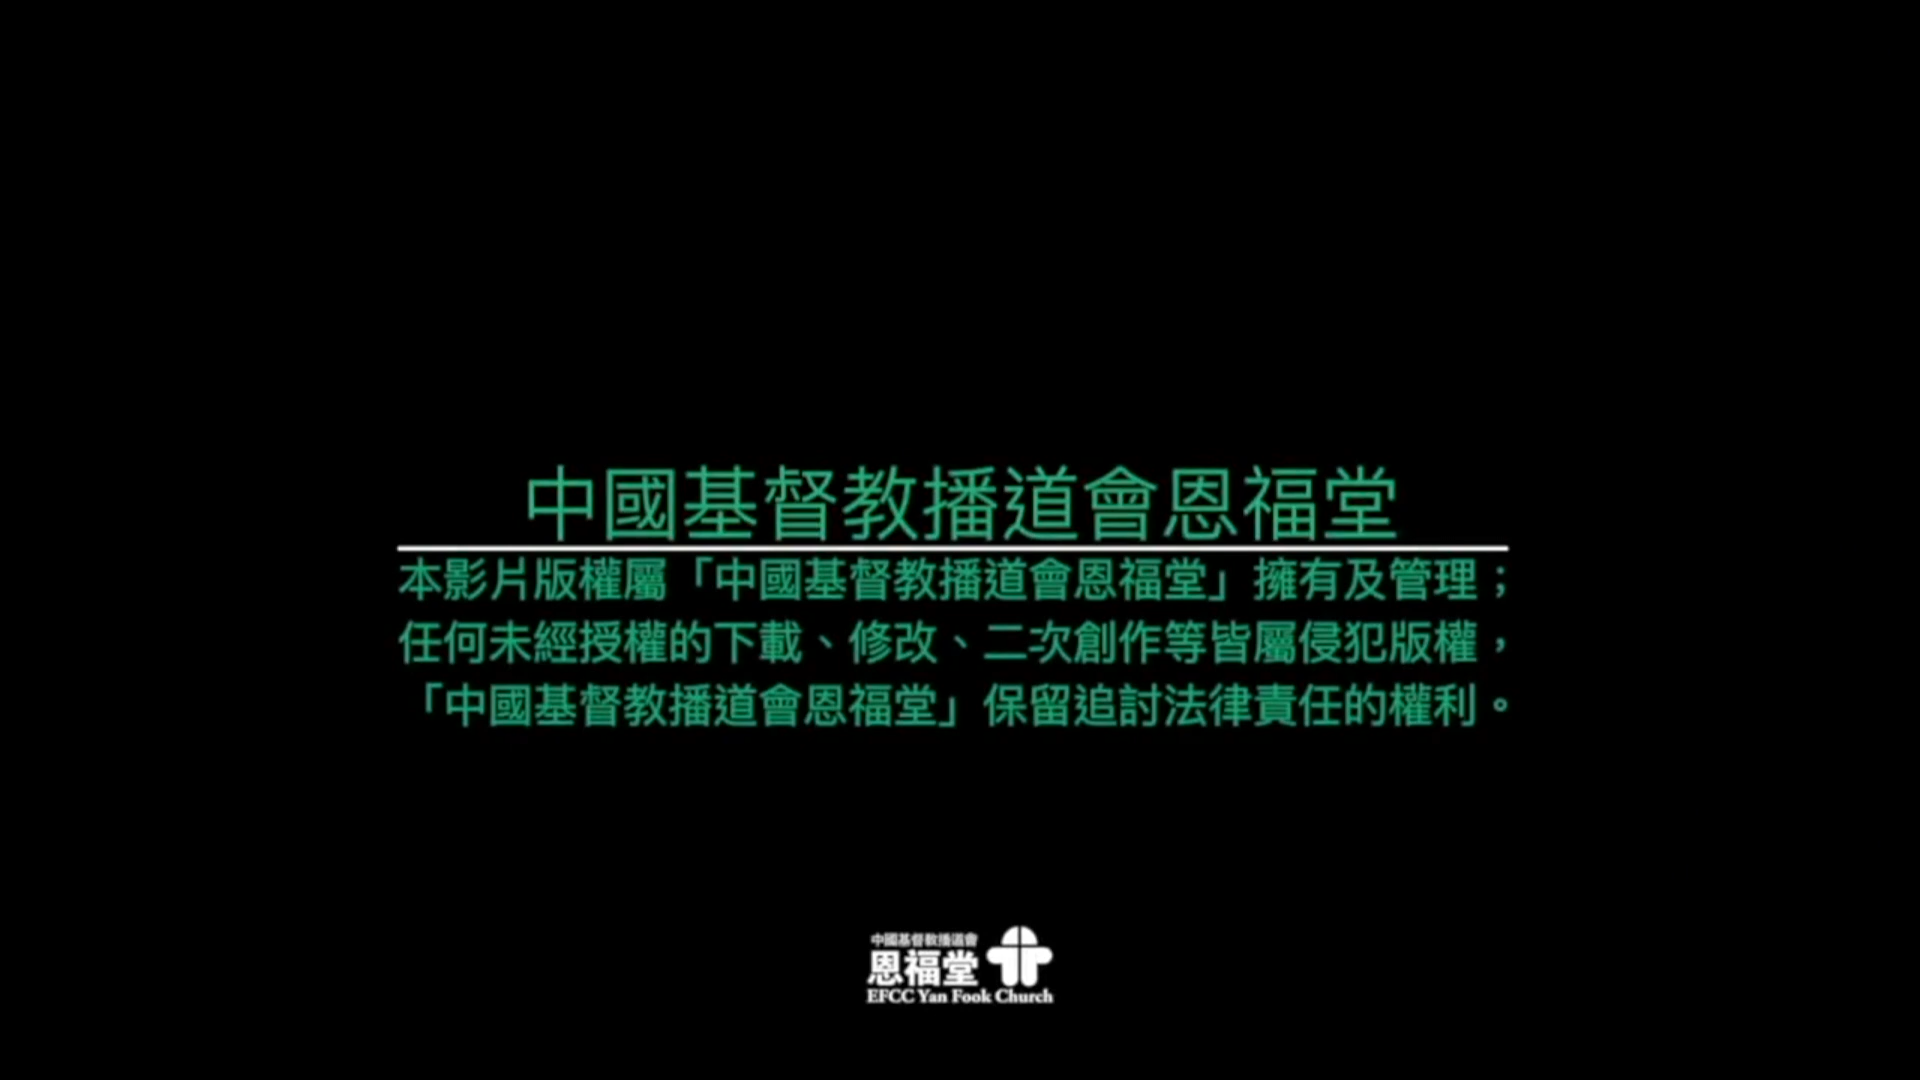 中國基督教播道會恩福堂
本影片版權屬「中國基督教播道會恩福堂」擁有及管理；
任何未經授權的下載、修改、二次創作等皆屬侵犯版權，
「中國基督教播道會恩福堂」保留追討法律責任的權利。
中國基督教播道會
恩福堂
EFCC Yan Fook Church